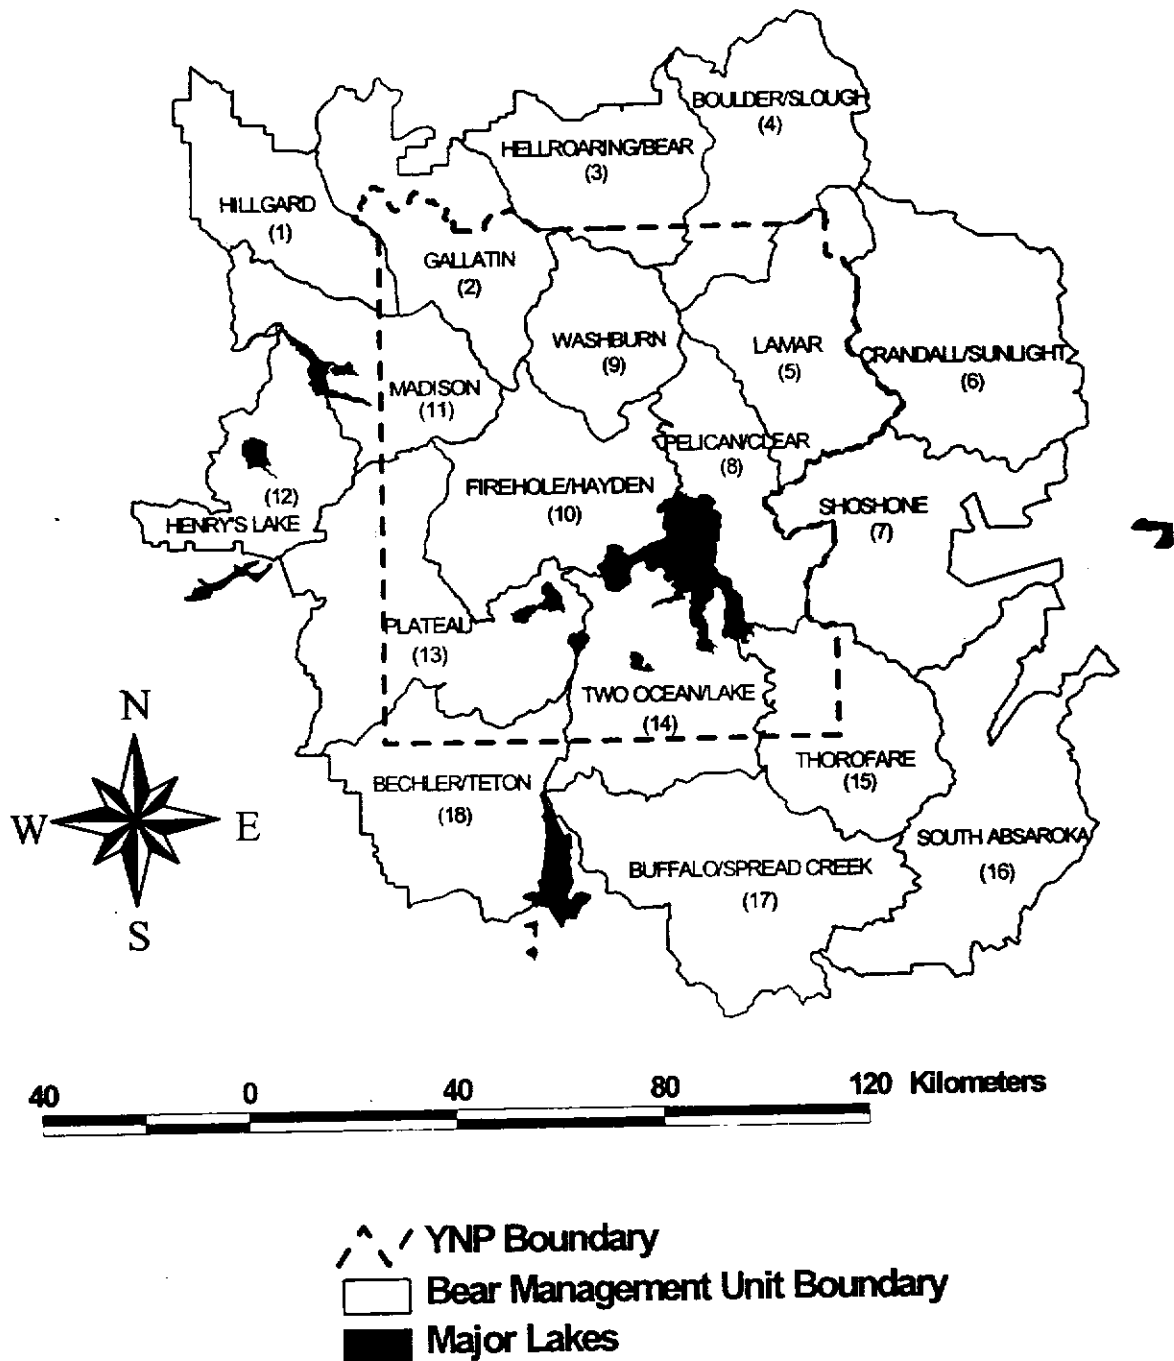 BOULDER/SLOUGH
(4)
HELLROARING/BEAR
(3)
HILLGARD
(1)
GALLATIN
(2)
WASHBURN
(9)
LAMAR
(5)
CRANDALL/SUNLIGHT
(6)
MADISON
(11)
PELICAN/CLEAR
(8)
FIREHOLE/HAYDEN
(10)
(12)
HENRY'S LAKE
SHOSHONE
(7)
PLATEAU
(13)
TWO OCEAN/LAKE
(14)
THOROFARE
(15)
BECHLER/TETON
(18)
SOUTH ABSAROKA
(16)
BUFFALO/SPREAD CREEK
(17)
N
W
E
S
40 0 40 80 120 Kilometers
YNP Boundary
Bear Management Unit Boundary
Major Lakes